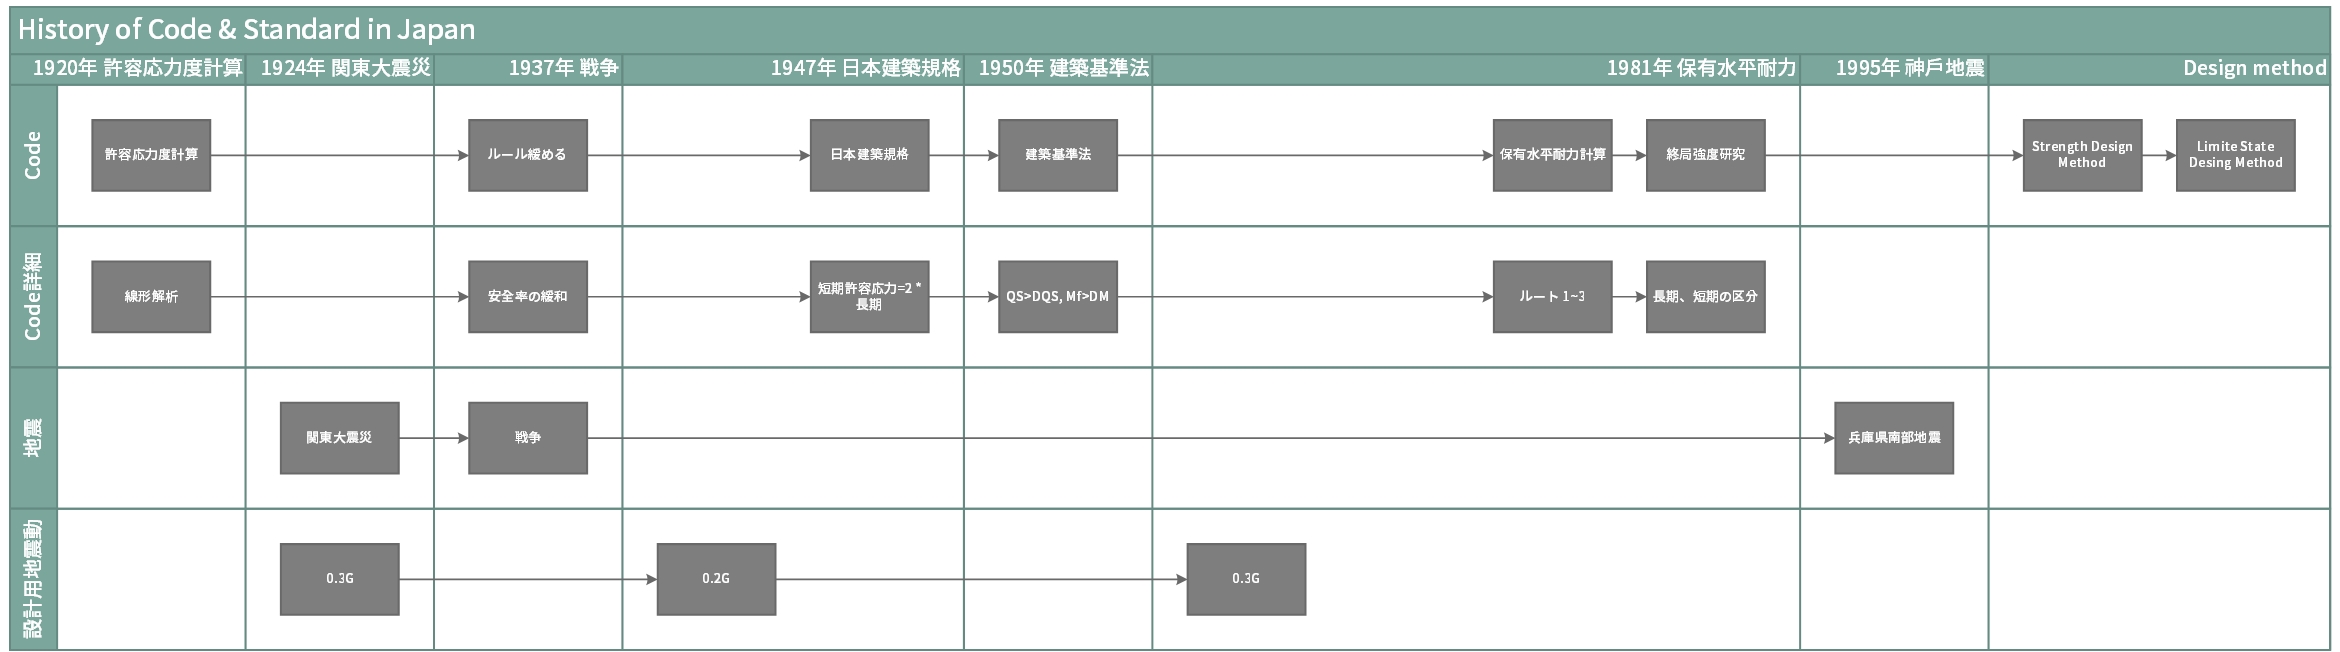 History of Code & Standard in Japan
1920年 許容応力度計算
1924年 関東大震災
1937年 戦争
1947年 日本建築規格
1950年 建築基準法
1981年 保有水平耐力
1995年 神戸地震
Design method
Code
許容応力度計算
ルール緩める
日本建築規格
建築基準法
保有水平耐力計算
終局強度研究
Strength Design
Method
Limite State
Desing Method
Code詳細
線形解析
安全率の緩和
短期許容応力=2 *
長期
QS>DQS, Mf>DM
ルート 1~3
長期、短期の区分
地震
関東大震災
戦争
兵庫県南部地震
設計用地震動
0.3G
0.2G
0.3G